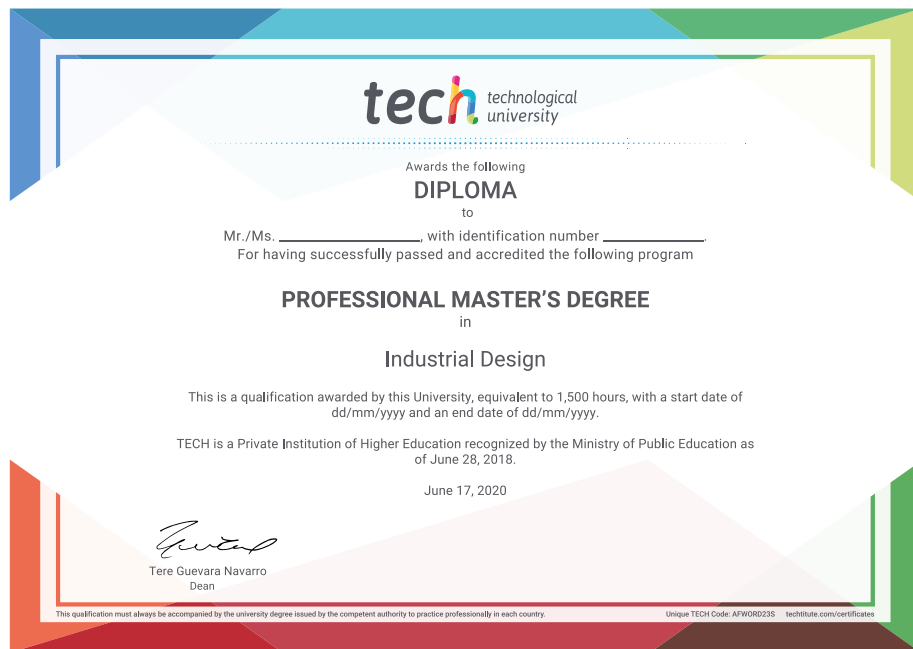 tech technological
university
Awards the following
DIPLOMA
to
Mr./Ms. ____________________, with identification number ______________.
For having successfully passed and accredited the following program
PROFESSIONAL MASTER'S DEGREE
in
Industrial Design
This is a qualification awarded by this University, equivalent to 1,500 hours, with a start date of
dd/mm/yyyy and an end date of dd/mm/yyyy.
TECH is a Private Institution of Higher Education recognized by the Ministry of Public Education as
of June 28, 2018.
June 17, 2020
Tere Guevara Navarro
Dean
This qualification must always be accompanied by the university degree issued by the competent authority to practice professionally in each country. Unique TECH Code: AFWORD23S techtitute.com/certificates